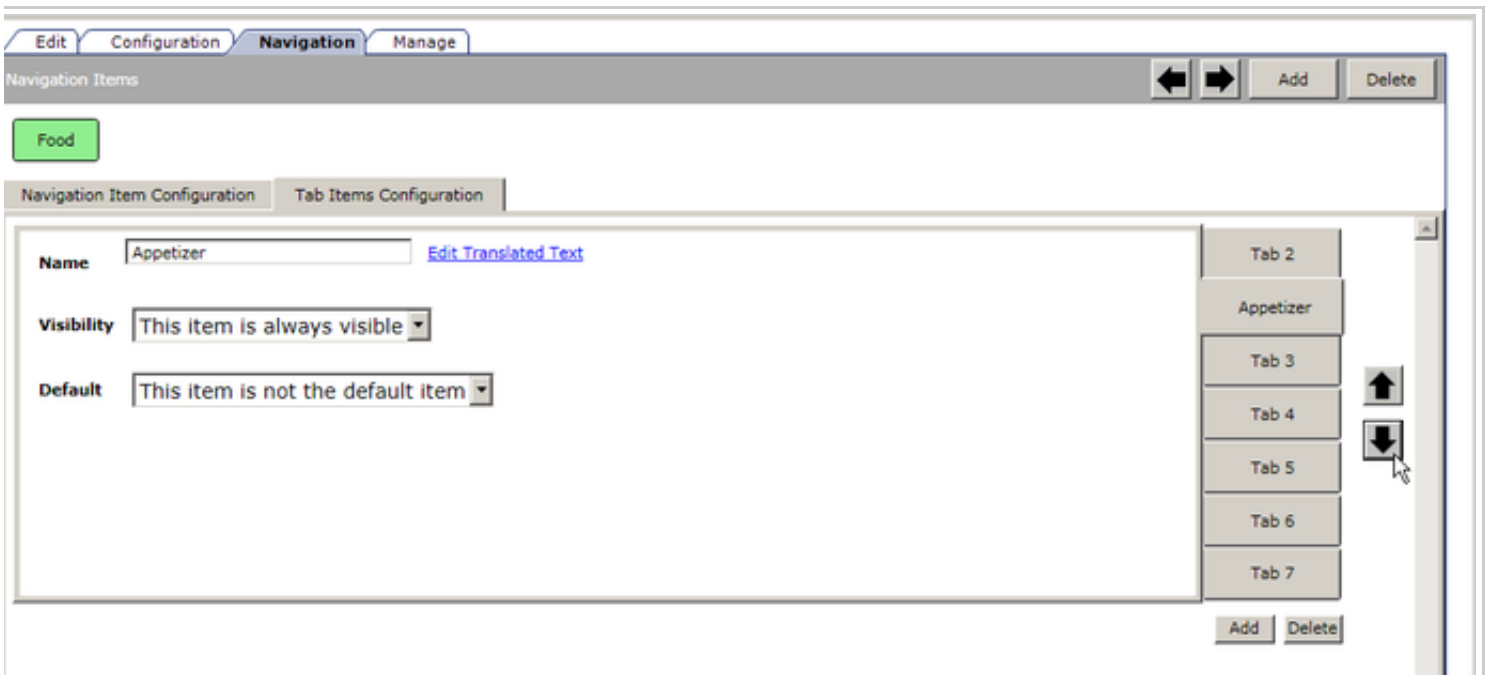 Edit Configuration Navigation Manage
Navigation Items Add Delete
Food
Navigation Item Configuration Tab Items Configuration
Name Appetizer Edit Translated Text
Visibility This item is always visible
Default This item is not the default item
Tab 2
Appetizer
Tab 3
Tab 4
Tab 5
Tab 6
Tab 7
Add Delete